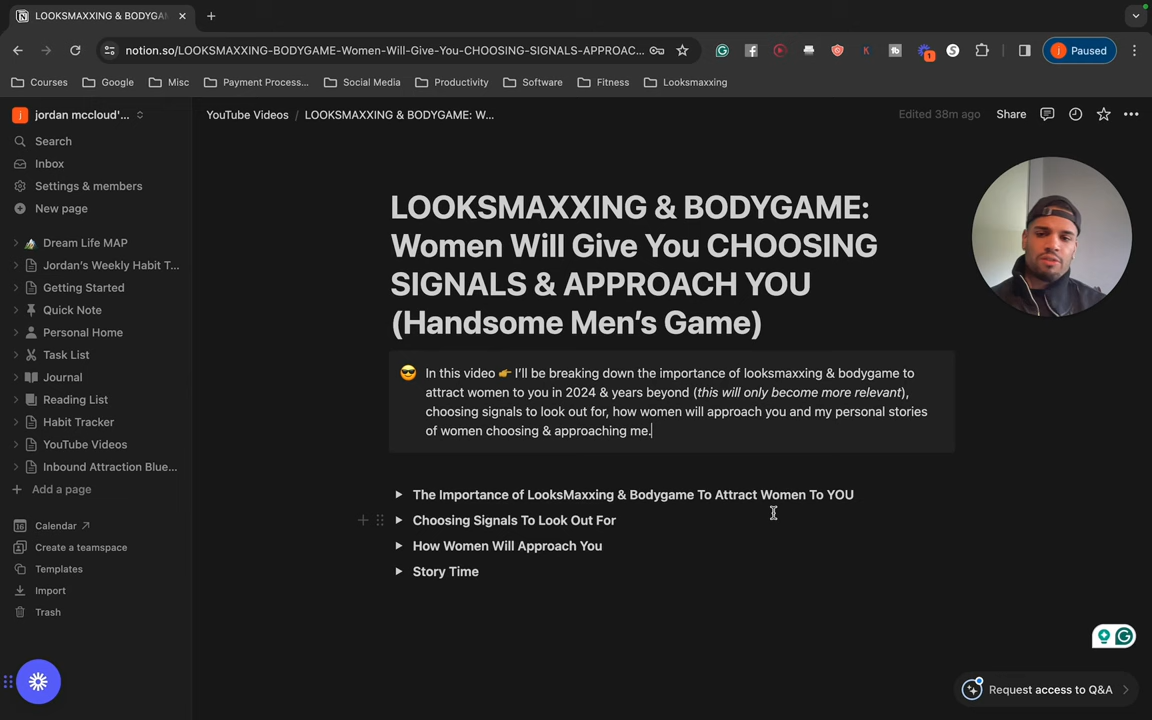 LOOKSMAXXING & BODYGAM
notion.so/LOOKSMAXXING-BODYGAME-Women-Will-Give-You-CHOOSING-SIGNALS-APPROAC...
1
j Paused
Courses Google Misc Payment Process... Social Media Productivity Software Fitness Looksmaxxing
j jordan mccloud'...
YouTube Videos / LOOKSMAXXING & BODYGAME: W...
Edited 38m ago Share
Search
Inbox
Settings & members
New page
Dream Life MAP
Jordan’s Weekly Habit T...
Getting Started
Quick Note
Personal Home
Task List
Journal
Reading List
Habit Tracker
YouTube Videos
Inbound Attraction Blue...
Add a page
Calendar ↗
Create a teamspace
Templates
Import
Trash
LOOKSMAXXING & BODYGAME:
Women Will Give You CHOOSING
SIGNALS & APPROACH YOU
(Handsome Men’s Game)
😎 In this video 👉 I’ll be breaking down the importance of looksmaxxing & bodygame to
attract women to you in 2024 & years beyond (this will only become more relevant),
choosing signals to look out for, how women will approach you and my personal stories
of women choosing & approaching me.
The Importance of LooksMaxxing & Bodygame To Attract Women To YOU
Choosing Signals To Look Out For
How Women Will Approach You
Story Time
Request access to Q&A